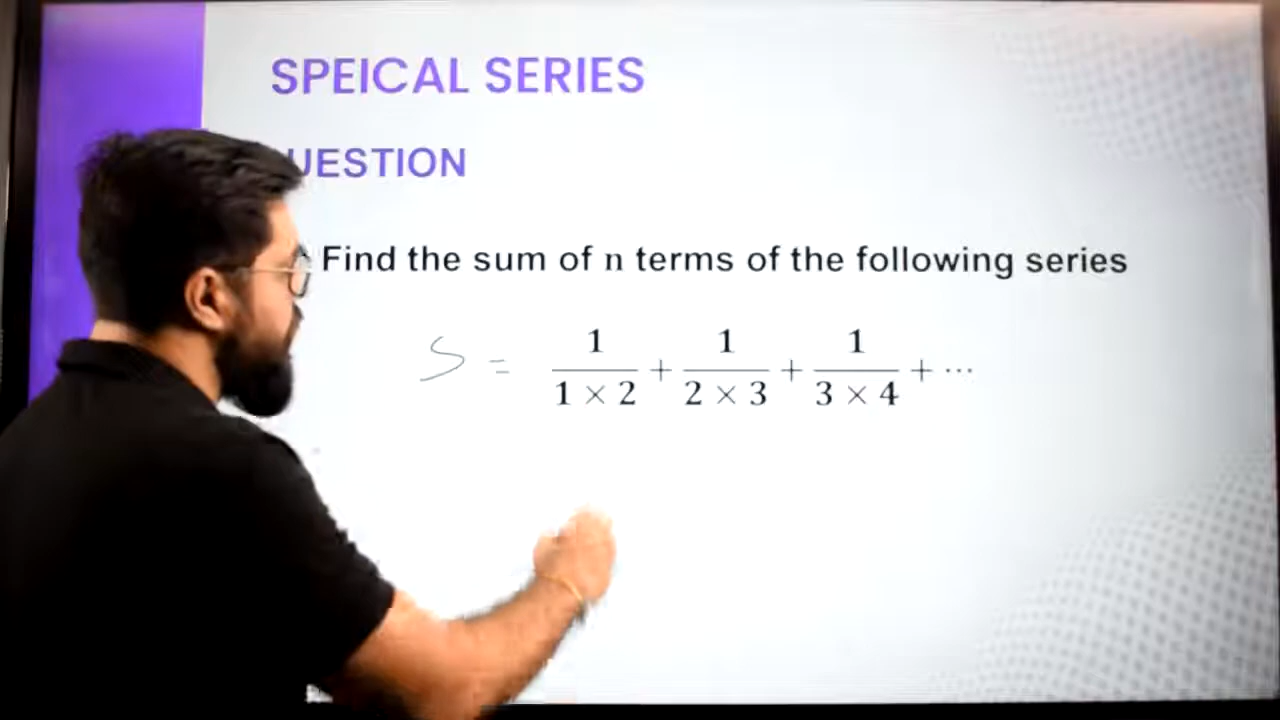 SPEICAL SERIES
UESTION
Find the sum of n terms of the following series
S = 1/(1 × 2) + 1/(2 × 3) + 1/(3 × 4) + ⋯